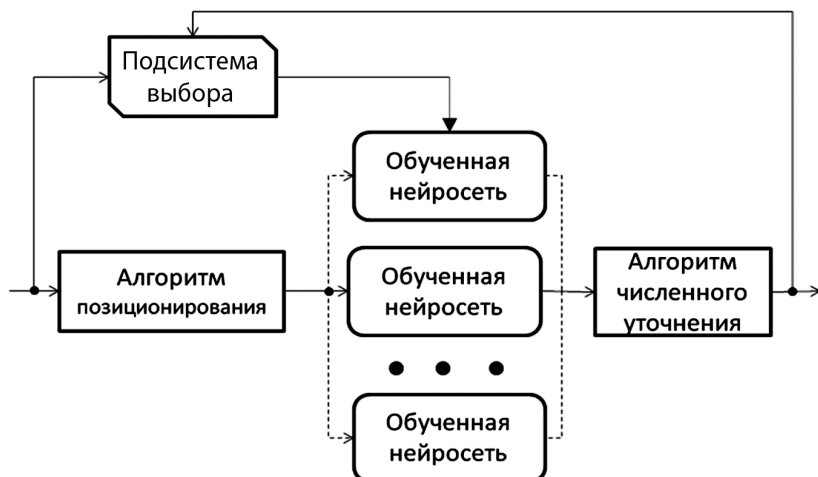 Подсистема
выбора
Обученная
нейросеть
Алгоритм
позиционирования
Обученная
нейросеть
Алгоритм
численного
уточнения
Обученная
нейросеть